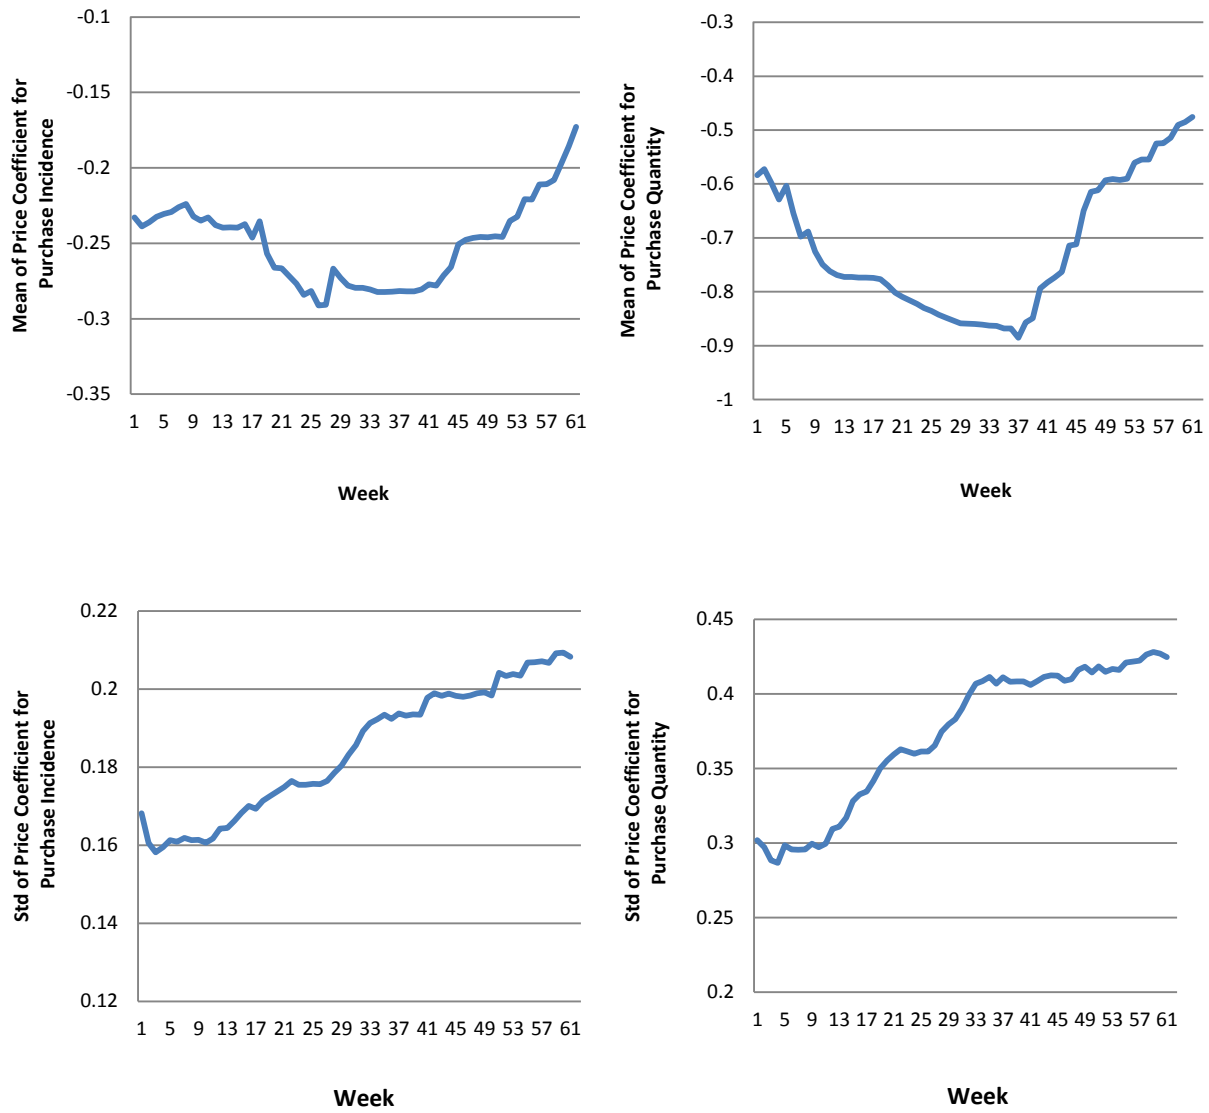 Mean of Price Coefficient for
Purchase Incidence
-0.1
-0.15
-0.2
-0.25
-0.3
-0.35
1 5 9 13 17 21 25 29 33 37 41 45 49 53 57 61
Week
Mean of Price Coefficient for
Purchase Quantity
-0.3
-0.4
-0.5
-0.6
-0.7
-0.8
-0.9
-1
1 5 9 13 17 21 25 29 33 37 41 45 49 53 57 61
Week
Std of Price Coefficient for
Purchase Incidence
0.22
0.2
0.18
0.16
0.14
0.12
1 5 9 13 17 21 25 29 33 37 41 45 49 53 57 61
Week
Std of Price Coefficient for
Purchase Quantity
0.45
0.4
0.35
0.3
0.25
0.2
1 5 9 13 17 21 25 29 33 37 41 45 49 53 57 61
Week